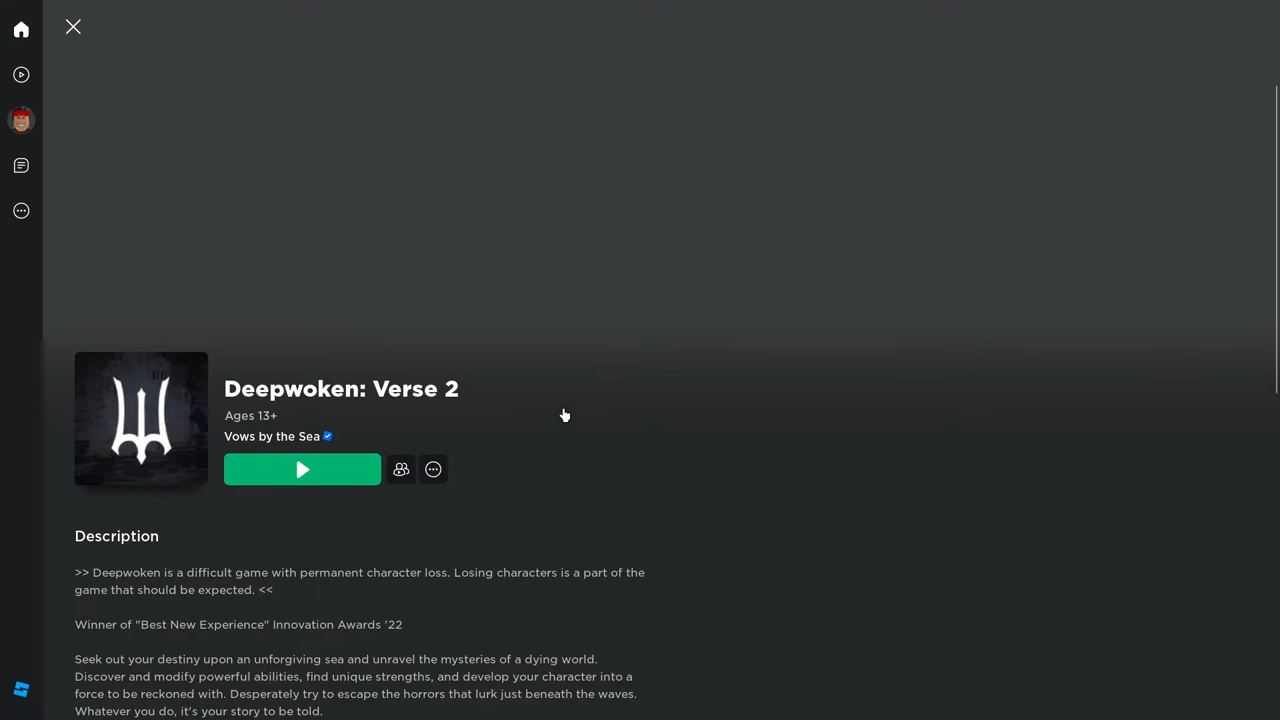 Deepwoken: Verse 2
Ages 13+
Vows by the Sea
Description
>> Deepwoken is a difficult game with permanent character loss. Losing characters is a part of the
game that should be expected. <<
Winner of "Best New Experience" Innovation Awards '22
Seek out your destiny upon an unforgiving sea and unravel the mysteries of a dying world.
Discover and modify powerful abilities, find unique strengths, and develop your character into a
force to be reckoned with. Desperately try to escape the horrors that lurk just beneath the waves.
Whatever you do, it's your story to be told.